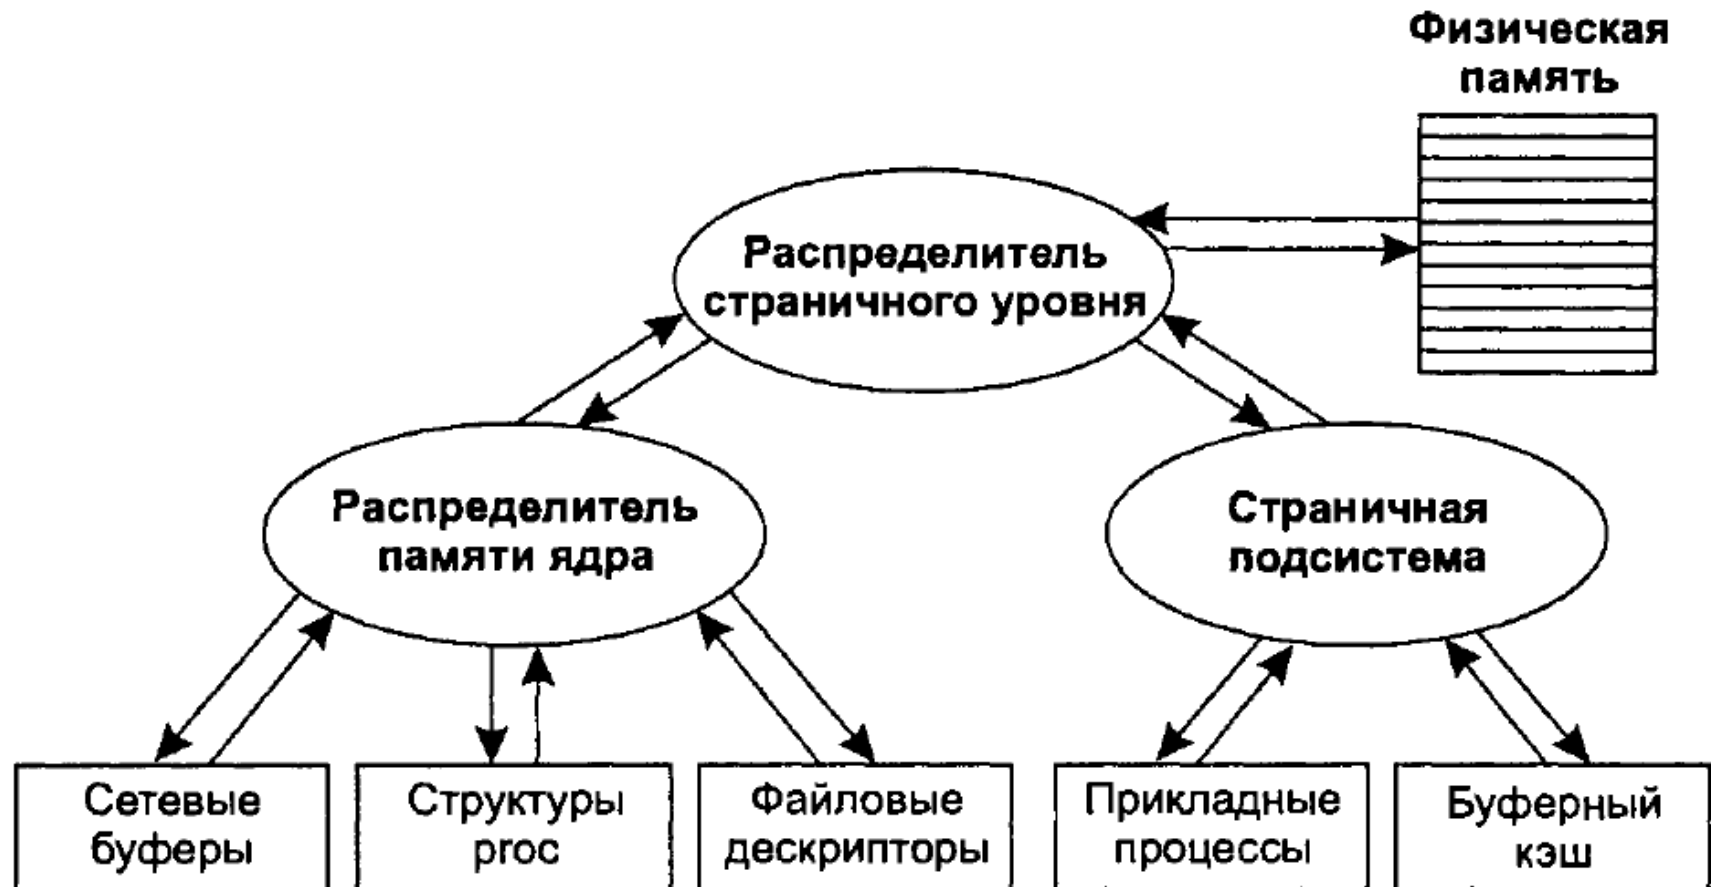 Физическая
память
Распределитель
страничного уровня
Распределитель
памяти ядра
Страничная
подсистема
Сетевые
буферы
Структуры
proc
Файловые
дескрипторы
Прикладные
процессы
Буферный
кэш